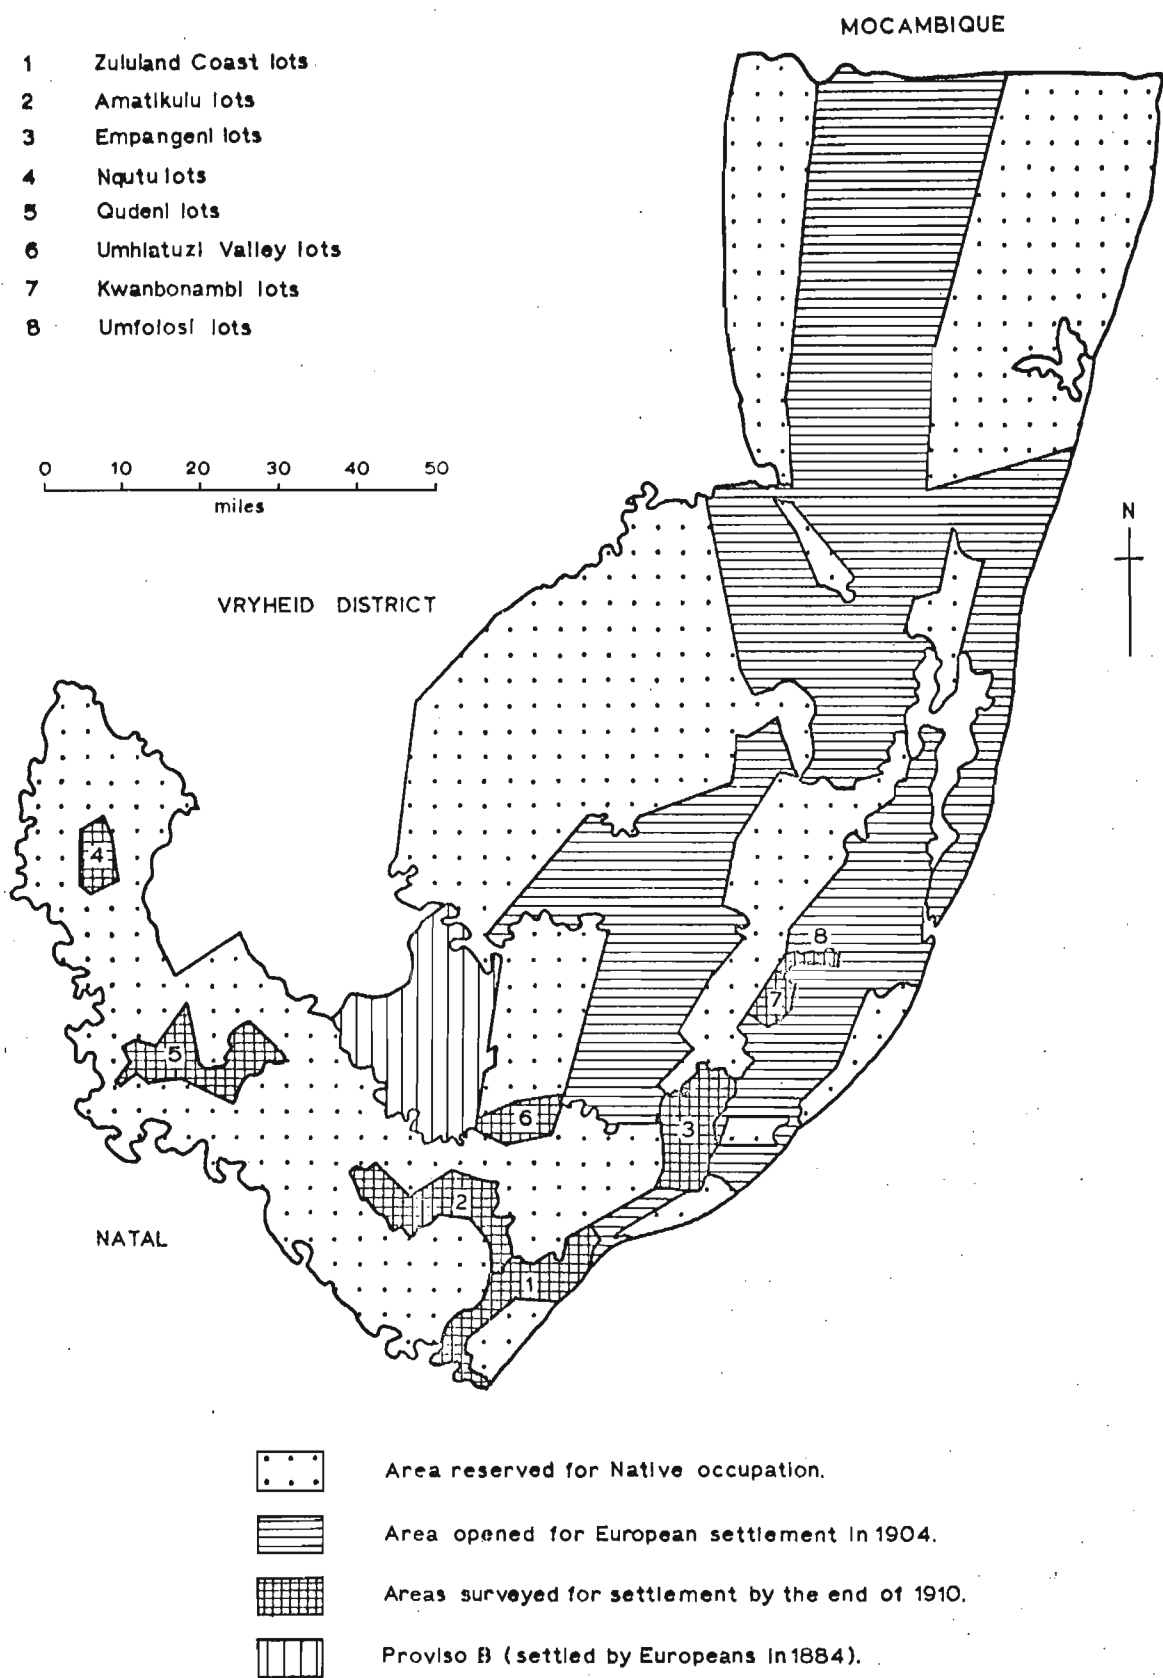 MOCAMBIQUE
1 Zululand Coast lots
2 Amatikulu lots
3 Empangeni lots
4 Nqutu lots
5 Qudeni lots
6 Umhlatuzi Valley lots
7 Kwanbonambi lots
8 Umfolosi lots
0 10 20 30 40 50
miles
N
VRYHEID DISTRICT
4
8
7
5
6
3
2
NATAL
1
Area reserved for Native occupation.
Area opened for European settlement in 1904.
Areas surveyed for settlement by the end of 1910.
Proviso B (settled by Europeans in 1884).